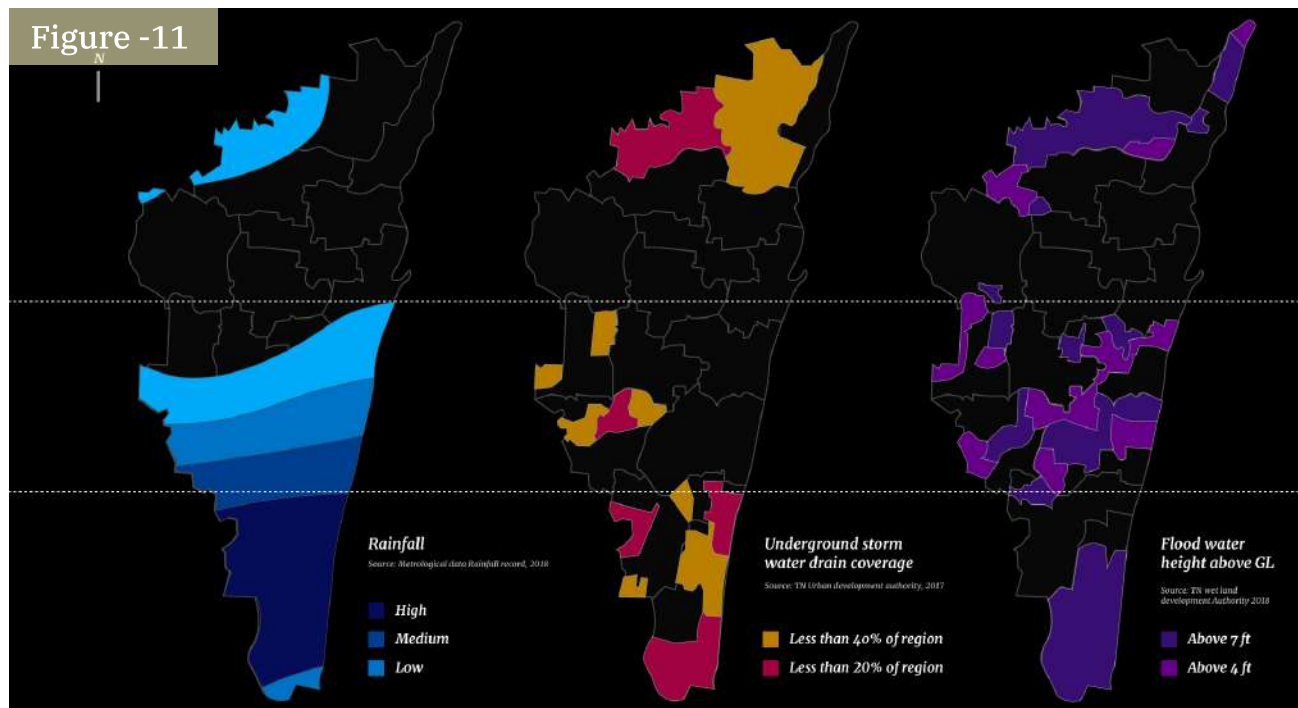 Figure -11
N
Rainfall
Source: Metrological data Rainfall record, 2018
High
Medium
Low
Underground storm
water drain coverage
Source: TN Urban development authority, 2017
Less than 40% of region
Less than 20% of region
Flood water
height above GL
Source: TN wet land
development Authority 2018
Above 7 ft
Above 4 ft